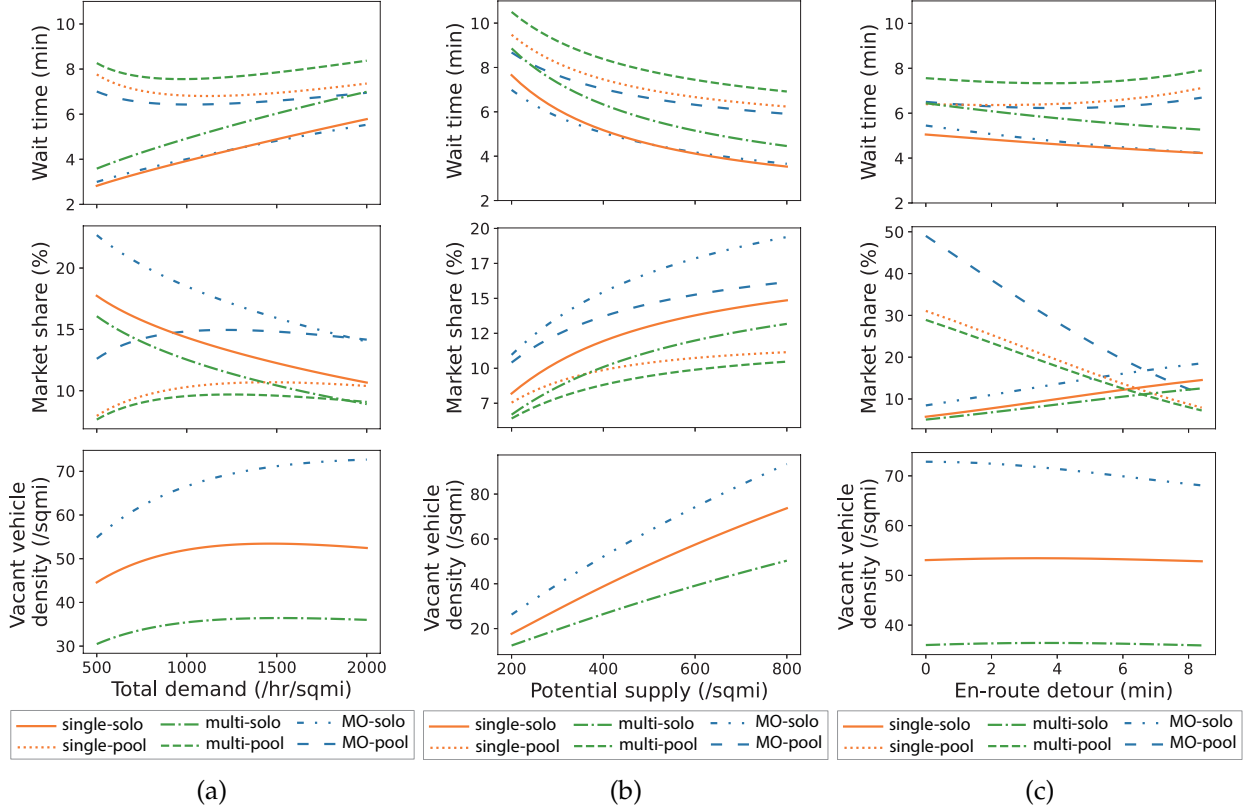 Wait time (min)
10
8
6
4
2
Wait time (min)
10
8
6
4
2
Wait time (min)
10
8
6
4
2
Market share (%)
20
15
10
Market share (%)
20
17
15
12
10
7
Market share (%)
50
40
30
20
10
Vacant vehicle
density (/sqmi)
70
60
50
40
30
500 1000 1500 2000
Total demand (/hr/sqmi)
Vacant vehicle
density (/sqmi)
80
60
40
20
200 400 600 800
Potential supply (/sqmi)
Vacant vehicle
density (/sqmi)
70
60
50
40
0 2 4 6 8
En-route detour (min)
single-solo multi-solo MO-solo
single-pool multi-pool MO-pool
single-solo multi-solo MO-solo
single-pool multi-pool MO-pool
single-solo multi-solo MO-solo
single-pool multi-pool MO-pool
(a) (b) (c)